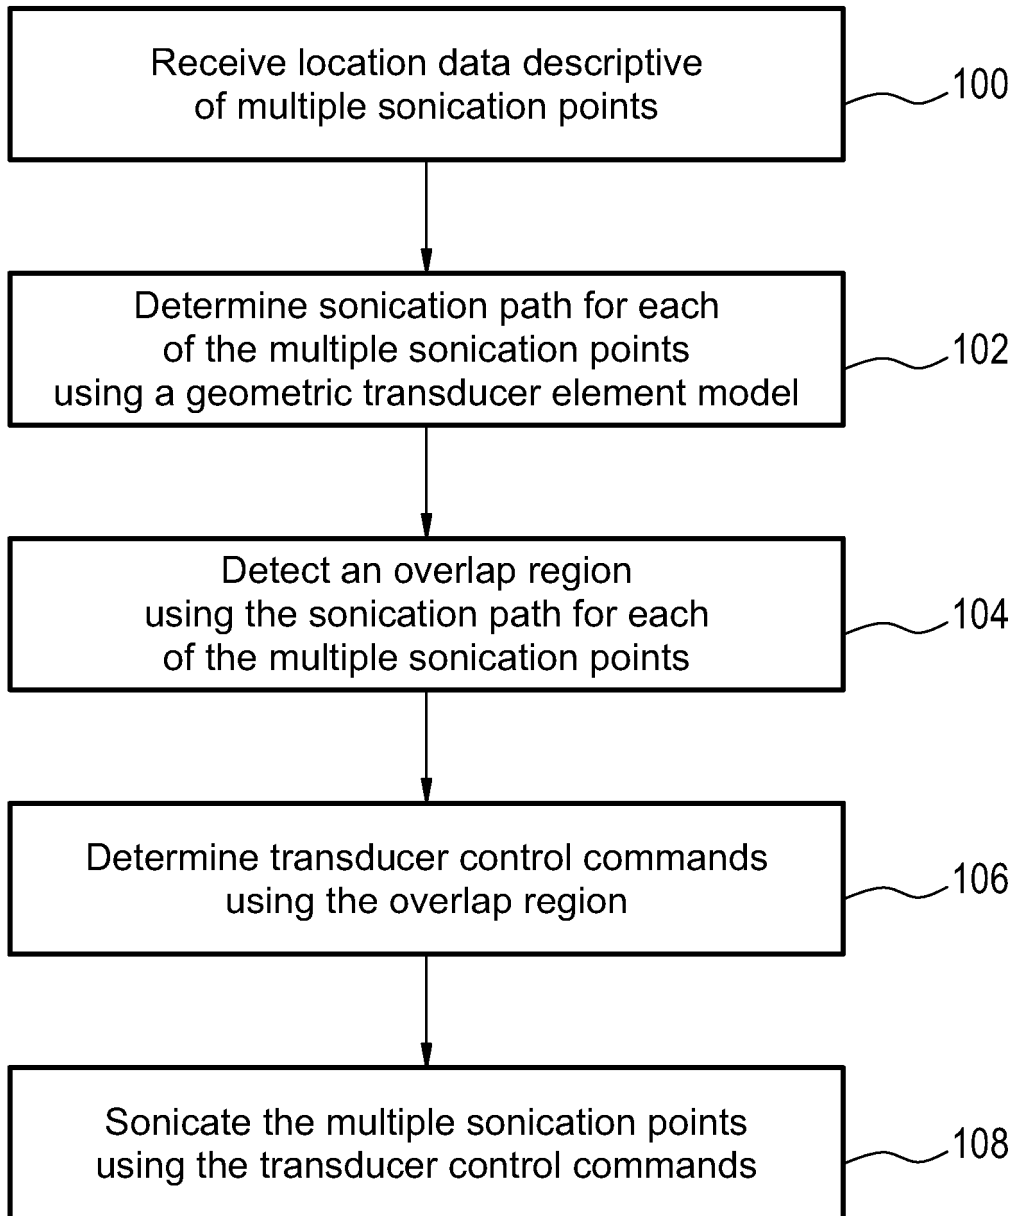 Receive location data descriptive
of multiple sonication points
100
Determine sonication path for each
of the multiple sonication points
using a geometric transducer element model
102
Detect an overlap region
using the sonication path for each
of the multiple sonication points
104
Determine transducer control commands
using the overlap region
106
Sonicate the multiple sonication points
using the transducer control commands
108